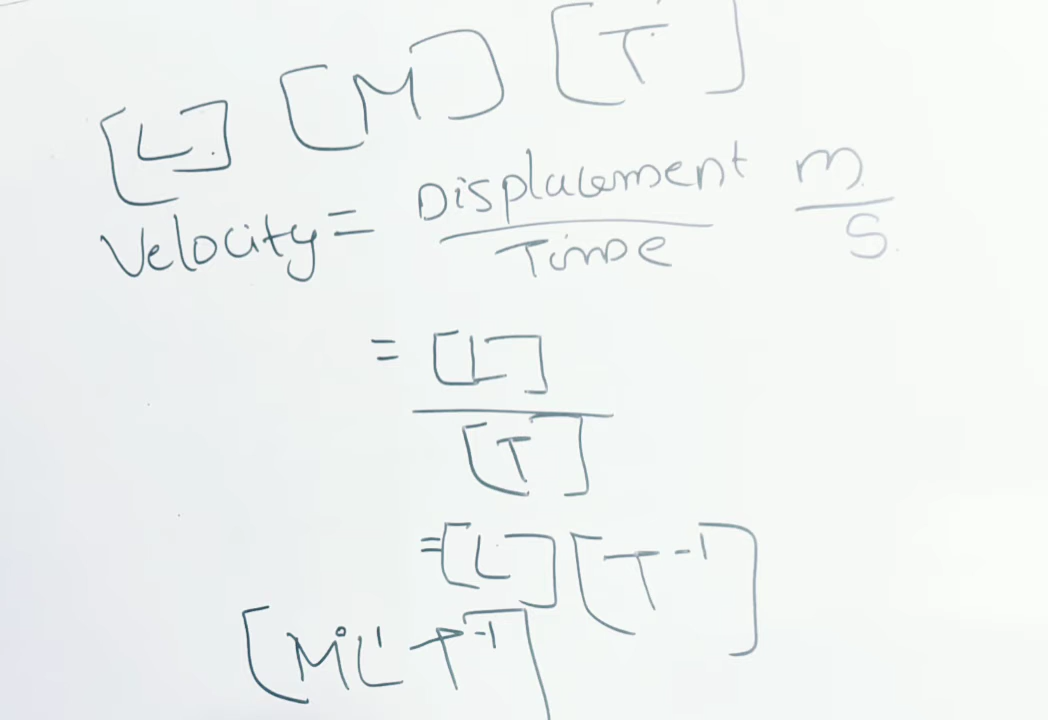 [L] [M] [T]
Velocity = Displacement / Time m / s
= [L] / [T]
= [L] [T⁻¹]
[M⁰L¹T⁻¹]